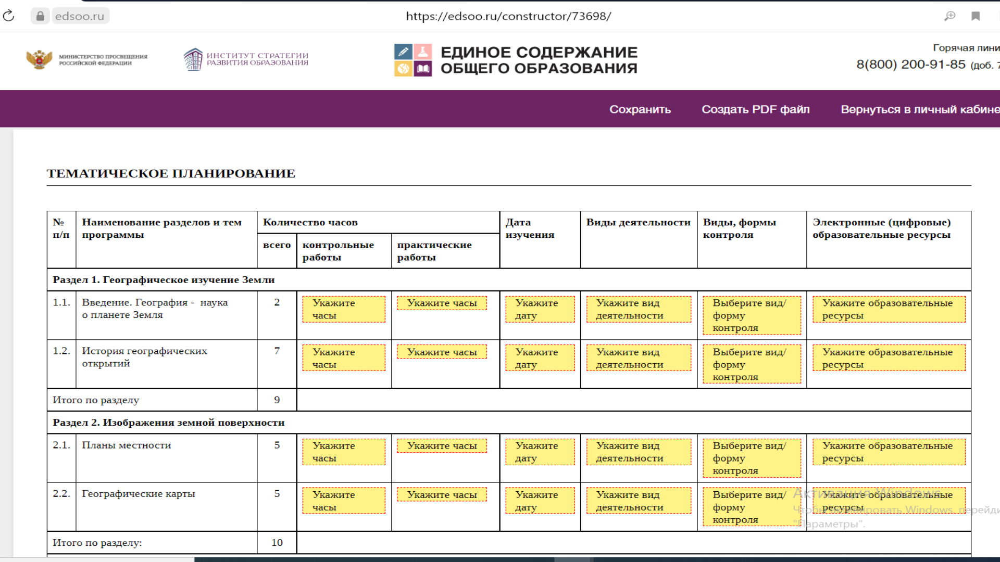 edsoo.ru
https://edsoo.ru/constructor/73698/
МИНИСТЕРСТВО ПРОСВЕЩЕНИЯ
РОССИЙСКОЙ ФЕДЕРАЦИИ
ИНСТИТУТ СТРАТЕГИИ
РАЗВИТИЯ ОБРАЗОВАНИЯ
ЕДИНОЕ СОДЕРЖАНИЕ
ОБЩЕГО ОБРАЗОВАНИЯ
Горячая лини
8(800) 200-91-85 (доб. 7
Сохранить Создать PDF файл Вернуться в личный кабине
ТЕМАТИЧЕСКОЕ ПЛАНИРОВАНИЕ
№
п/п
Наименование разделов и тем
программы
Количество часов
всего
контрольные
работы
практические
работы
Дата
изучения
Виды деятельности
Виды, формы
контроля
Электронные (цифровые)
образовательные ресурсы
Раздел 1. Географическое изучение Земли
1.1.
Введение. География - наука
о планете Земля
2
Укажите
часы
Укажите часы
Укажите
дату
Укажите вид
деятельности
Выберите вид/
форму
контроля
Укажите образовательные
ресурсы
1.2.
История географических
открытий
7
Укажите
часы
Укажите часы
Укажите
дату
Укажите вид
деятельности
Выберите вид/
форму
контроля
Укажите образовательные
ресурсы
Итого по разделу 9
Раздел 2. Изображения земной поверхности
2.1.
Планы местности
5
Укажите
часы
Укажите часы
Укажите
дату
Укажите вид
деятельности
Выберите вид/
форму
контроля
Укажите образовательные
ресурсы
2.2.
Географические карты
5
Укажите
часы
Укажите часы
Укажите
дату
Укажите вид
деятельности
Выберите вид/
форму
контроля
Укажите образовательные
ресурсы
Активация Windows
Чтобы активировать Windows, перейди
"Параметры".
Итого по разделу: 10